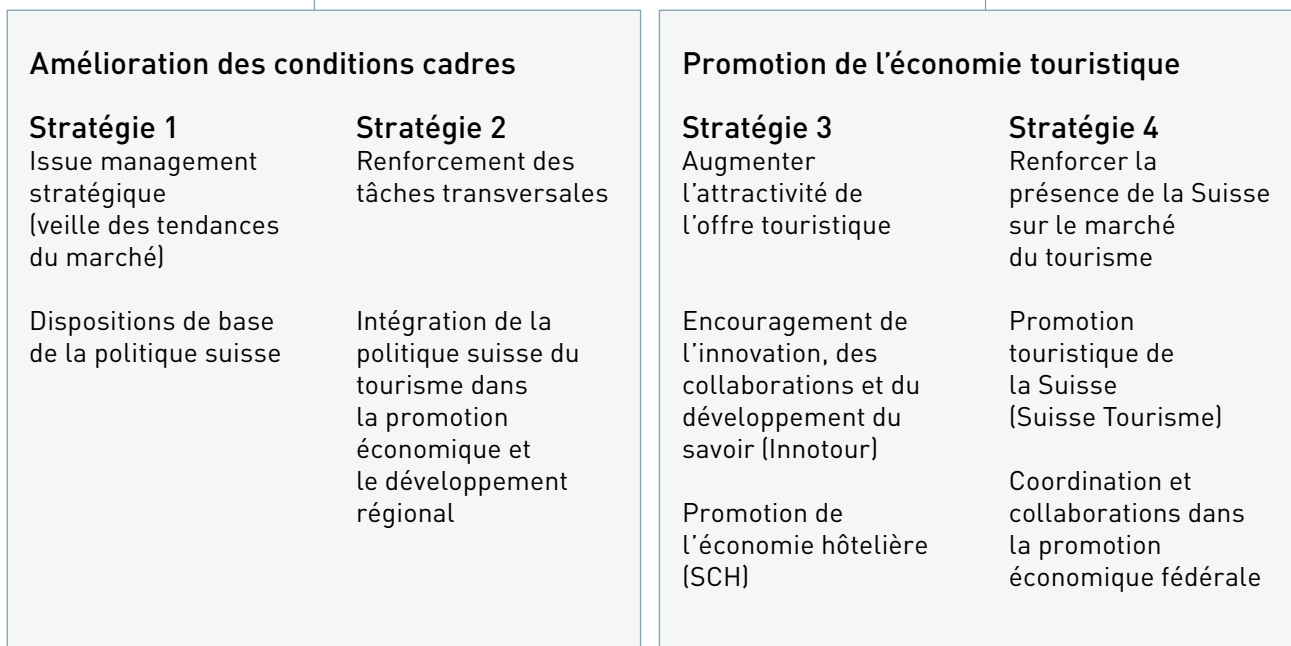 Amélioration des conditions cadres
Stratégie 1
Issue management
stratégique
(veille des tendances
du marché)
Dispositions de base
de la politique suisse
Stratégie 2
Renforcement des
tâches transversales
Intégration de la
politique suisse du
tourisme dans
la promotion
économique et
le développement
régional
Promotion de l’économie touristique
Stratégie 3
Augmenter
l’attractivité de
l’offre touristique
Encouragement de
l’innovation, des
collaborations et du
développement du
savoir (Innotour)
Promotion de
l’économie hôtelière
(SCH)
Stratégie 4
Renforcer la
présence de la Suisse
sur le marché
du tourisme
Promotion
touristique de
la Suisse
(Suisse Tourisme)
Coordination et
collaborations dans
la promotion
économique fédérale